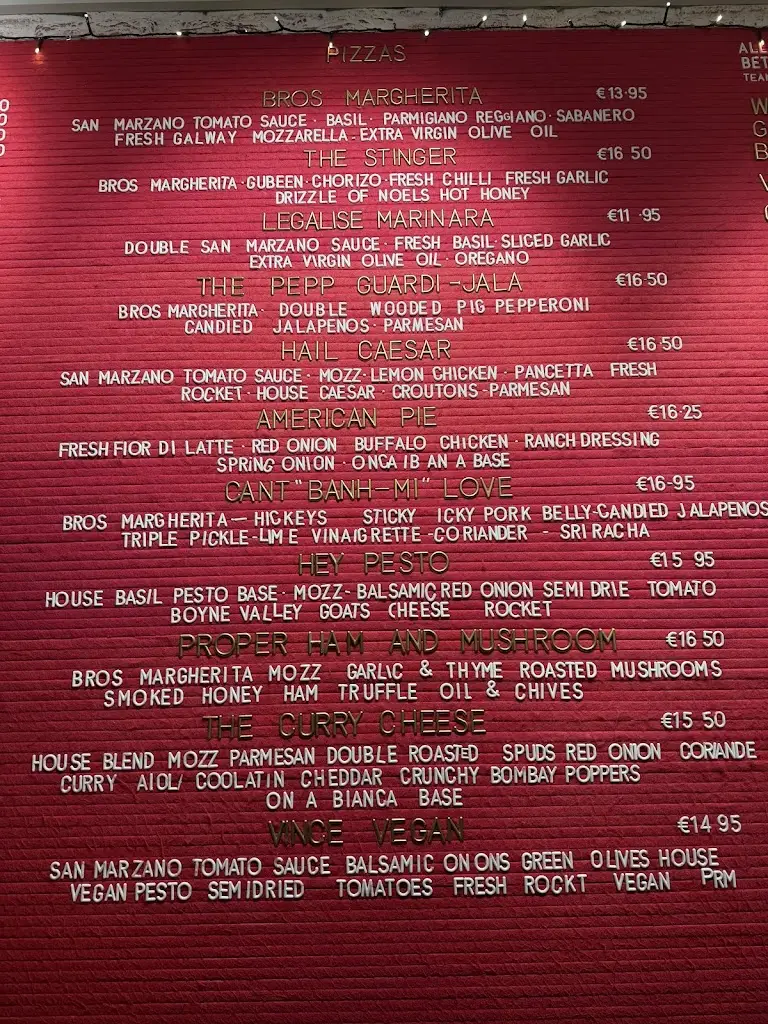 PIZZAS
BROS MARGHERITA €13·95
SAN MARZANO TOMATO SAUCE · BASIL · PARMIGIANO REGGIANO · SABANERO
FRESH GALWAY MOZZARELLA · EXTRA VIRGIN OLIVE OIL
THE STINGER €16 50
BROS MARGHERITA · GUBEEN · CHORIZO · FRESH CHILLI FRESH GARLIC
DRIZZLE OF NOELS HOT HONEY
LEGALISE MARINARA €11 ·95
DOUBLE SAN MARZANO SAUCE · FRESH BASIL · SLICED GARLIC
EXTRA VIRGIN OLIVE OIL · OREGANO
THE PEPP GUARDI-JALA €16·50
BROS MARGHERITA · DOUBLE WOODED PIG PEPPERONI
CANDIED JALAPENOS · PARMESAN
HAIL CAESAR €16·50
SAN MARZANO TOMATO SAUCE · MOZZ · LEMON CHICKEN · PANCETTA FRESH
ROCKET · HOUSE CAESAR · CROUTONS · PARMESAN
AMERICAN PIE €16·25
FRESH FIOR DI LATTE · RED ONION BUFFALO CHICKEN · RANCH DRESSING
SPRING ONION · ONCA IB AN A BASE
CANT "BANH-MI" LOVE €16-95
BROS MARGHERITA — HICKEYS STICKY ICKY PORK BELLY-CANDIED JALAPENOS
TRIPLE PICKLE-LIME VINAIGRETTE -CORIANDER - SRI RACHA
HEY PESTO €15 95
HOUSE BASIL PESTO BASE · MOZZ - BALSAMIC RED ONION SEMI DRIE TOMATO
BOYNE VALLEY GOATS CHEESE ROCKET
PROPER HAM AND MUSHROOM €16 50
BROS MARGHERITA MOZZ GARLIC & THYME ROASTED MUSHROOMS
SMOKED HONEY HAM TRUFFLE OIL & CHIVES
THE CURRY CHEESE €15 50
HOUSE BLEND MOZZ PARMESAN DOUBLE ROASTED SPUDS RED ONION CORIANDE
CURRY AIOL/ COOLATIN CHEDDAR CRUNCHY BOMBAY POPPERS
ON A BIANCA BASE
VINCE VEGAN €14 95
SAN MARZANO TOMATO SAUCE BALSAMIC ON ONS GREEN OLIVES HOUSE
VEGAN PESTO SEMIDRIED TOMATOES FRESH ROCKT VEGAN PRM